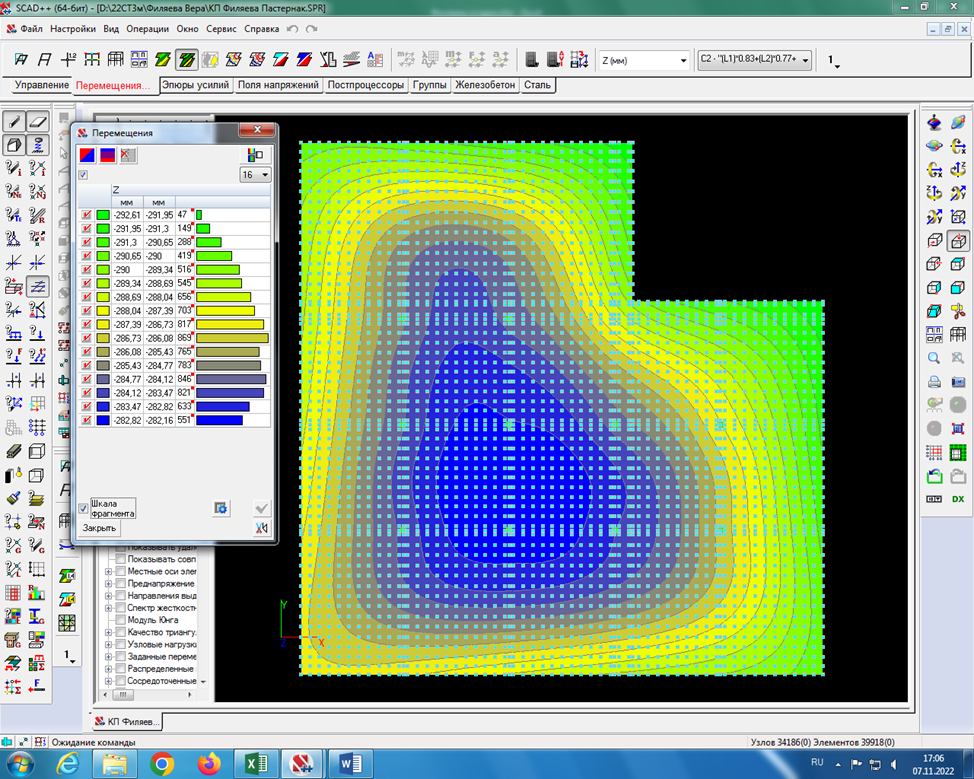 SCAD++ (64-бит) - [D:\22СТ3м\Филяева Вера\КП Филяева Пастернак.SPR]
Файл Настройки Вид Операции Окно Сервис Справка
Z (мм) C2 - "(L1)*0.83+(L2)*0.77+ 1
Управление Перемещения... Эпюры усилий Поля напряжений Постпроцессоры Группы Железобетон Сталь
Перемещения
16
Z
мм мм
-292,61 -291,95 47
-291,95 -291,3 149
-291,3 -290,65 288
-290,65 -290 419
-290 -289,34 516
-289,34 -288,69 545
-288,69 -288,04 656
-288,04 -287,39 703
-287,39 -286,73 817
-286,73 -286,08 869
-286,08 -285,43 765
-285,43 -284,77 783
-284,77 -284,12 846
-284,12 -283,47 821
-283,47 -282,82 633
-282,82 -282,16 551
Шкала
фрагмента
Закрыть
Показывать совп
Местные оси элем
Преднапряжение
Направления выд
Спектр жесткост
Модуль Юнга
Качество триангу.
Узловые нагрузки
Заданные переме
Распределенные
Сосредоточенные
Y
X
Z
DX
1
КП Филяев...
Ожидание команды Узлов 34186(0) Элементов 39918(0)
RU 17:06
07.11.2022